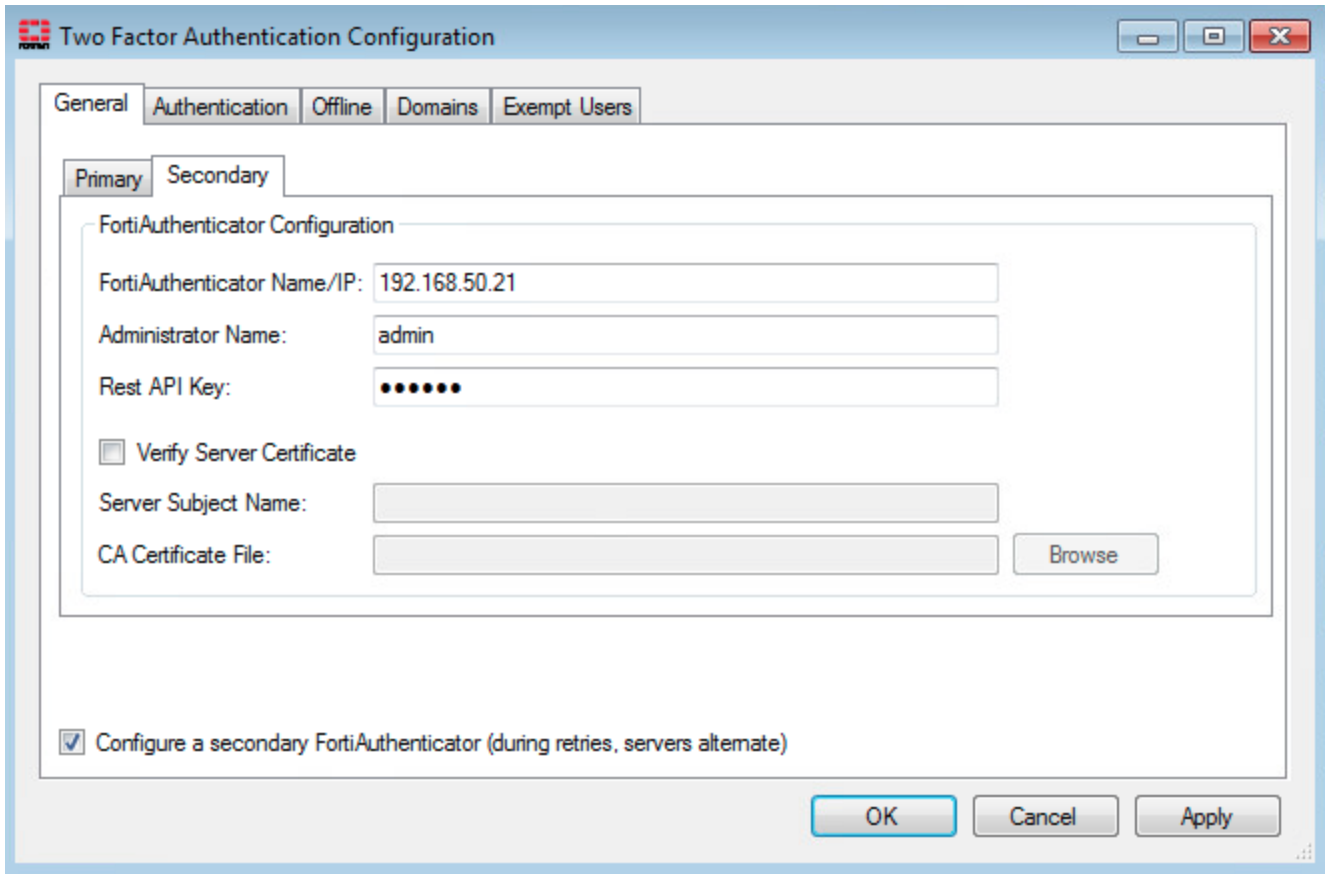 Two Factor Authentication Configuration
General Authentication Offline Domains Exempt Users
Primary Secondary
FortiAuthenticator Configuration
FortiAuthenticator Name/IP: 192.168.50.21
Administrator Name: admin
Rest API Key: ●●●●●●
Verify Server Certificate
Server Subject Name:
CA Certificate File: Browse
Configure a secondary FortiAuthenticator (during retries, servers alternate)
OK Cancel Apply